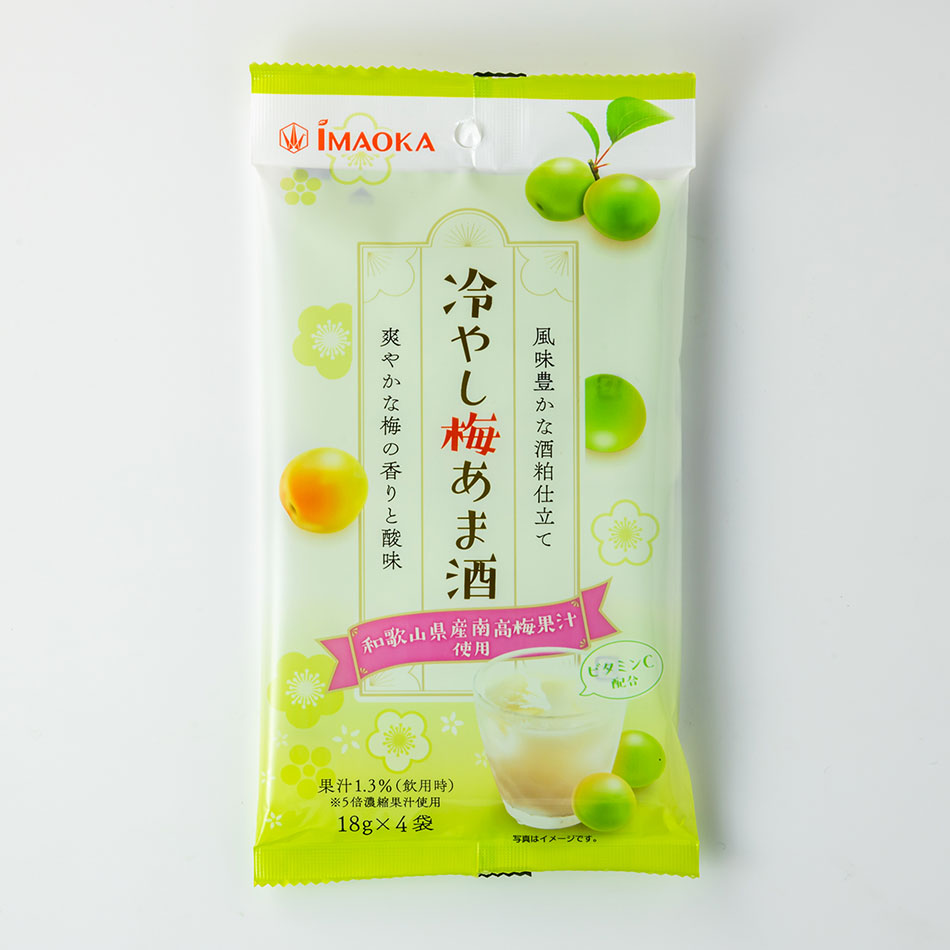 IMAOKA
冷やし梅あま酒
風味豊かな酒粕仕立て
爽やかな梅の香りと酸味
和歌山県産南高梅果汁
使用
ビタミンC
配合
果汁1.3%(飲用時)
※5倍濃縮果汁使用
18g×4袋
写真はイメージです。